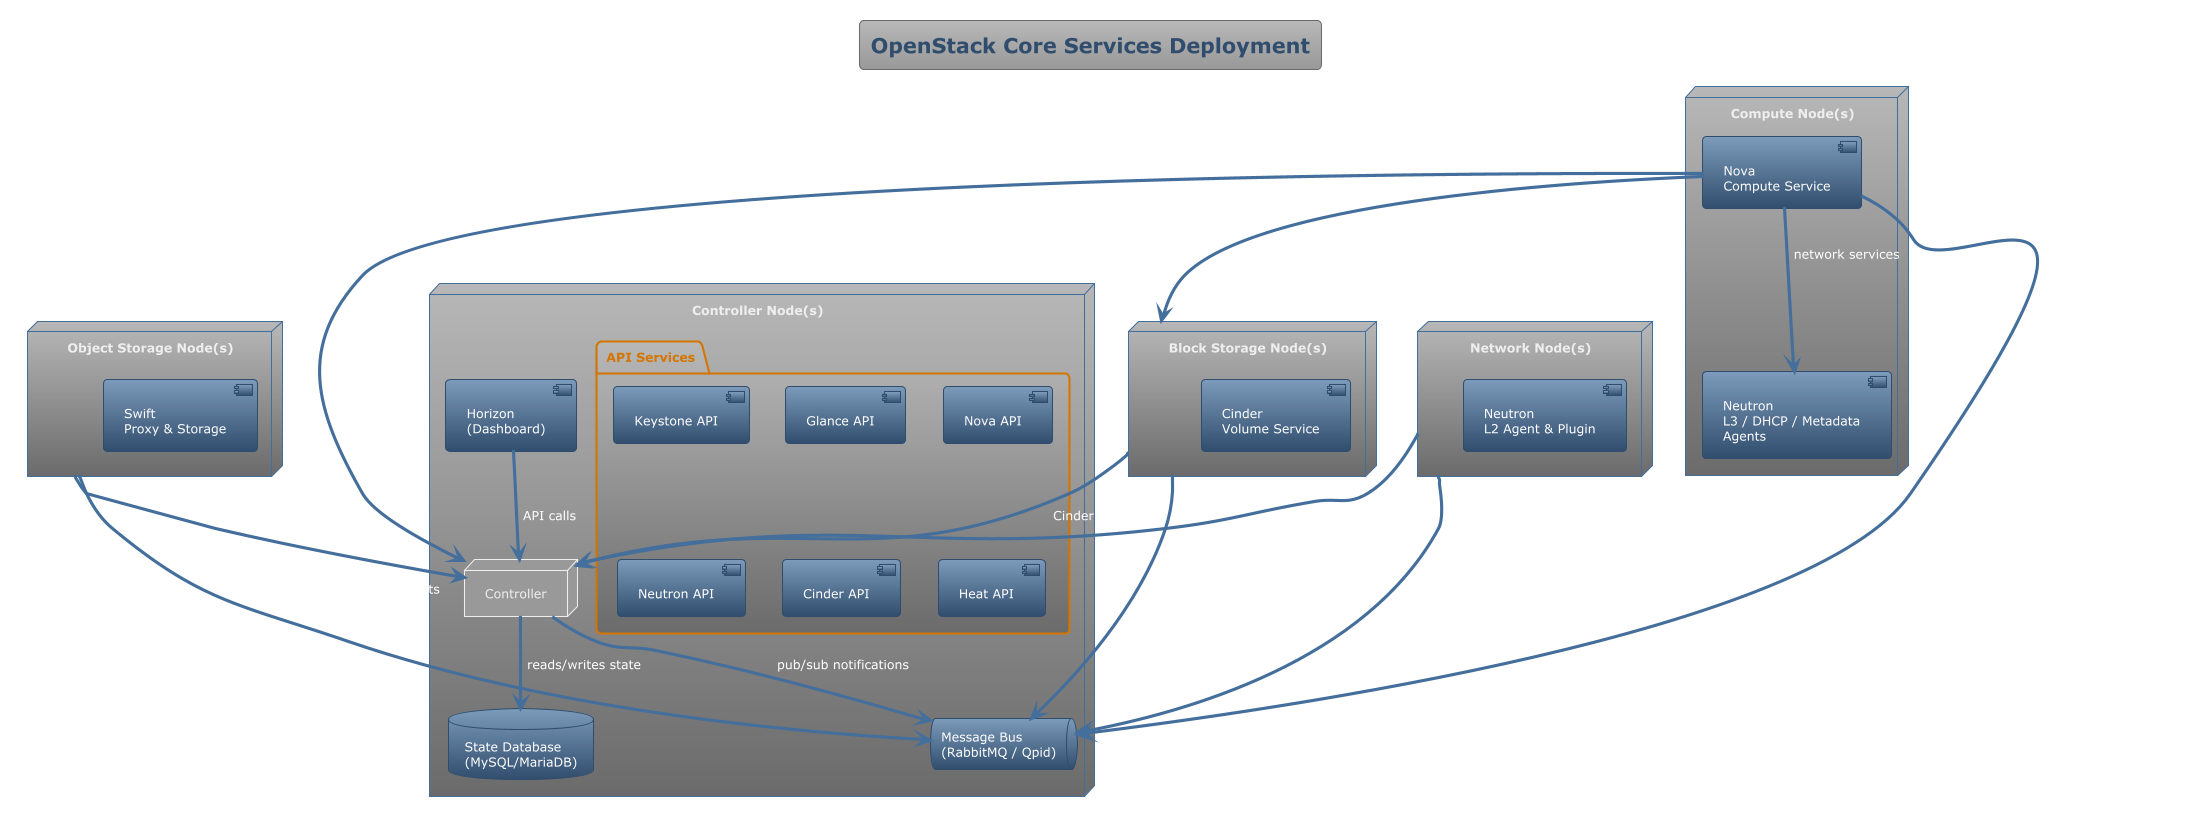 OpenStack Core Services Deployment
Compute Node(s)
Nova
Compute Service
network services
Neutron
L3 / DHCP / Metadata
Agents
Controller Node(s)
Object Storage Node(s)
Swift
Proxy & Storage
API Services
Horizon
(Dashboard)
Keystone API
Glance API
Nova API
Block Storage Node(s)
Cinder
Volume Service
Network Node(s)
Neutron
L2 Agent & Plugin
API calls
Cinder
ts
Controller
Neutron API
Cinder API
Heat API
reads/writes state
pub/sub notifications
State Database
(MySQL/MariaDB)
Message Bus
(RabbitMQ / Qpid)